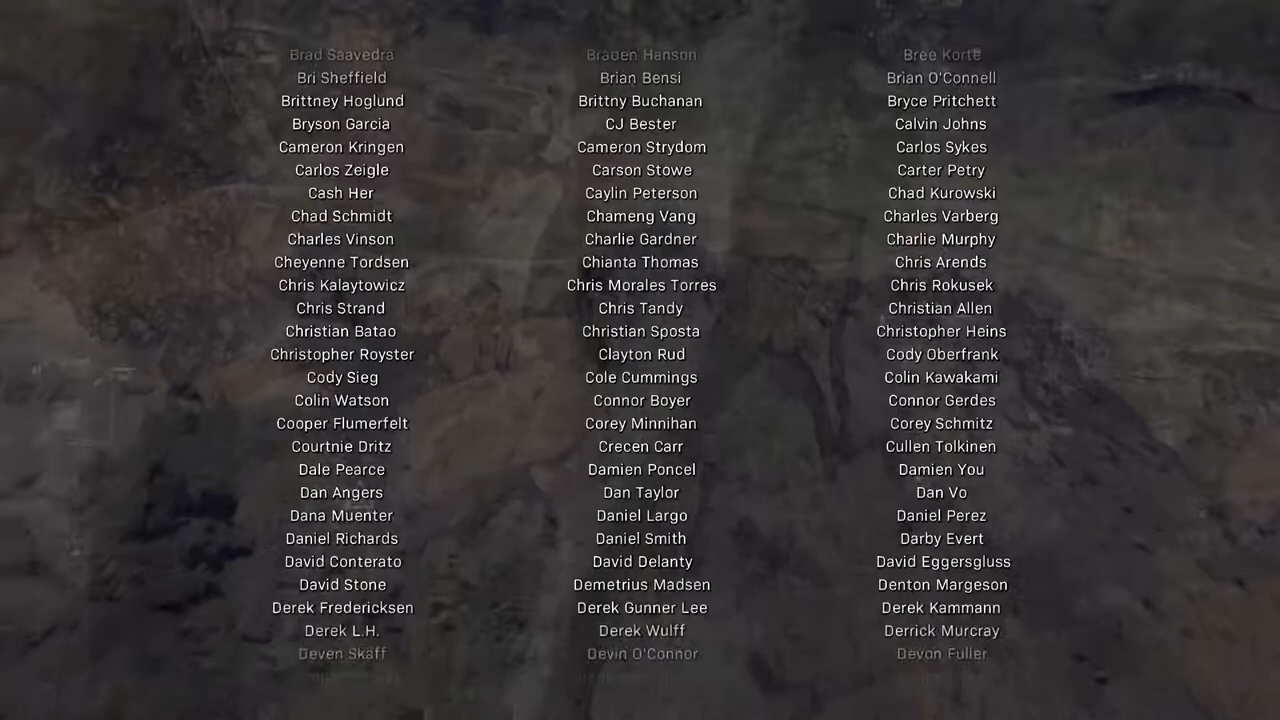 Brad Saavedra Braden Hanson Bree Korte
Bri Sheffield Brian Bensi Brian O'Connell
Brittney Hoglund Brittny Buchanan Bryce Pritchett
Bryson Garcia CJ Bester Calvin Johns
Cameron Kringen Cameron Strydom Carlos Sykes
Carlos Zeigle Carson Stowe Carter Petry
Cash Her Caylin Peterson Chad Kurowski
Chad Schmidt Chameng Vang Charles Varberg
Charles Vinson Charlie Gardner Charlie Murphy
Cheyenne Tordsen Chianta Thomas Chris Arends
Chris Kalaytowicz Chris Morales Torres Chris Rokusek
Chris Strand Chris Tandy Christian Allen
Christian Batao Christian Sposta Christopher Heins
Christopher Royster Clayton Rud Cody Oberfrank
Cody Sieg Cole Cummings Colin Kawakami
Colin Watson Connor Boyer Connor Gerdes
Cooper Flumerfelt Corey Minnihan Corey Schmitz
Courtnie Dritz Crecen Carr Cullen Tolkinen
Dale Pearce Damien Poncel Damien You
Dan Angers Dan Taylor Dan Vo
Dana Muenter Daniel Largo Daniel Perez
Daniel Richards Daniel Smith Darby Evert
David Conterato David Delanty David Eggersgluss
David Stone Demetrius Madsen Denton Margeson
Derek Fredericksen Derek Gunner Lee Derek Kammann
Derek L.H. Derek Wulff Derrick Murcray
Deven Skaff Devin O'Connor Devon Fuller